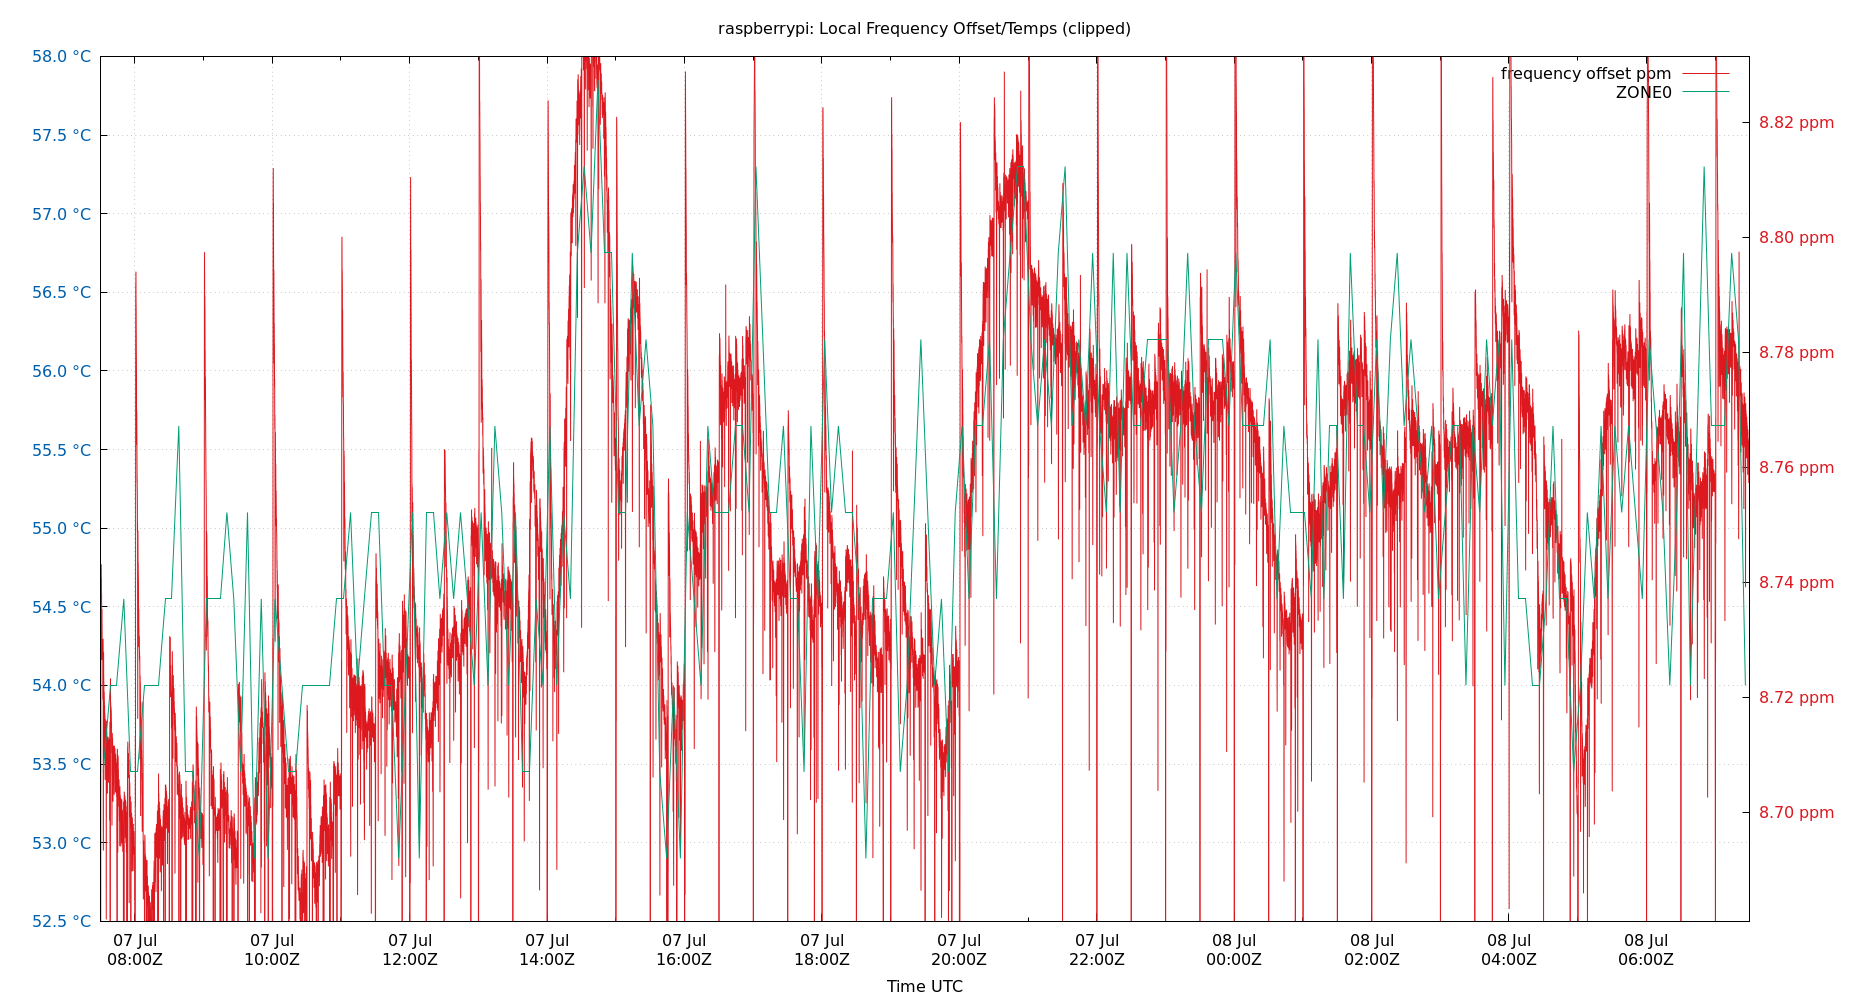 raspberrypi: Local Frequency Offset/Temps (clipped)
frequency offset ppm
ZONE0
58.0 °C
57.5 °C
57.0 °C
56.5 °C
56.0 °C
55.5 °C
55.0 °C
54.5 °C
54.0 °C
53.5 °C
53.0 °C
52.5 °C
8.82 ppm
8.80 ppm
8.78 ppm
8.76 ppm
8.74 ppm
8.72 ppm
8.70 ppm
07 Jul 07 Jul 07 Jul 07 Jul 07 Jul 07 Jul 07 Jul 07 Jul 08 Jul 08 Jul 08 Jul 08 Jul
08:00Z 10:00Z 12:00Z 14:00Z 16:00Z 18:00Z 20:00Z 22:00Z 00:00Z 02:00Z 04:00Z 06:00Z
Time UTC